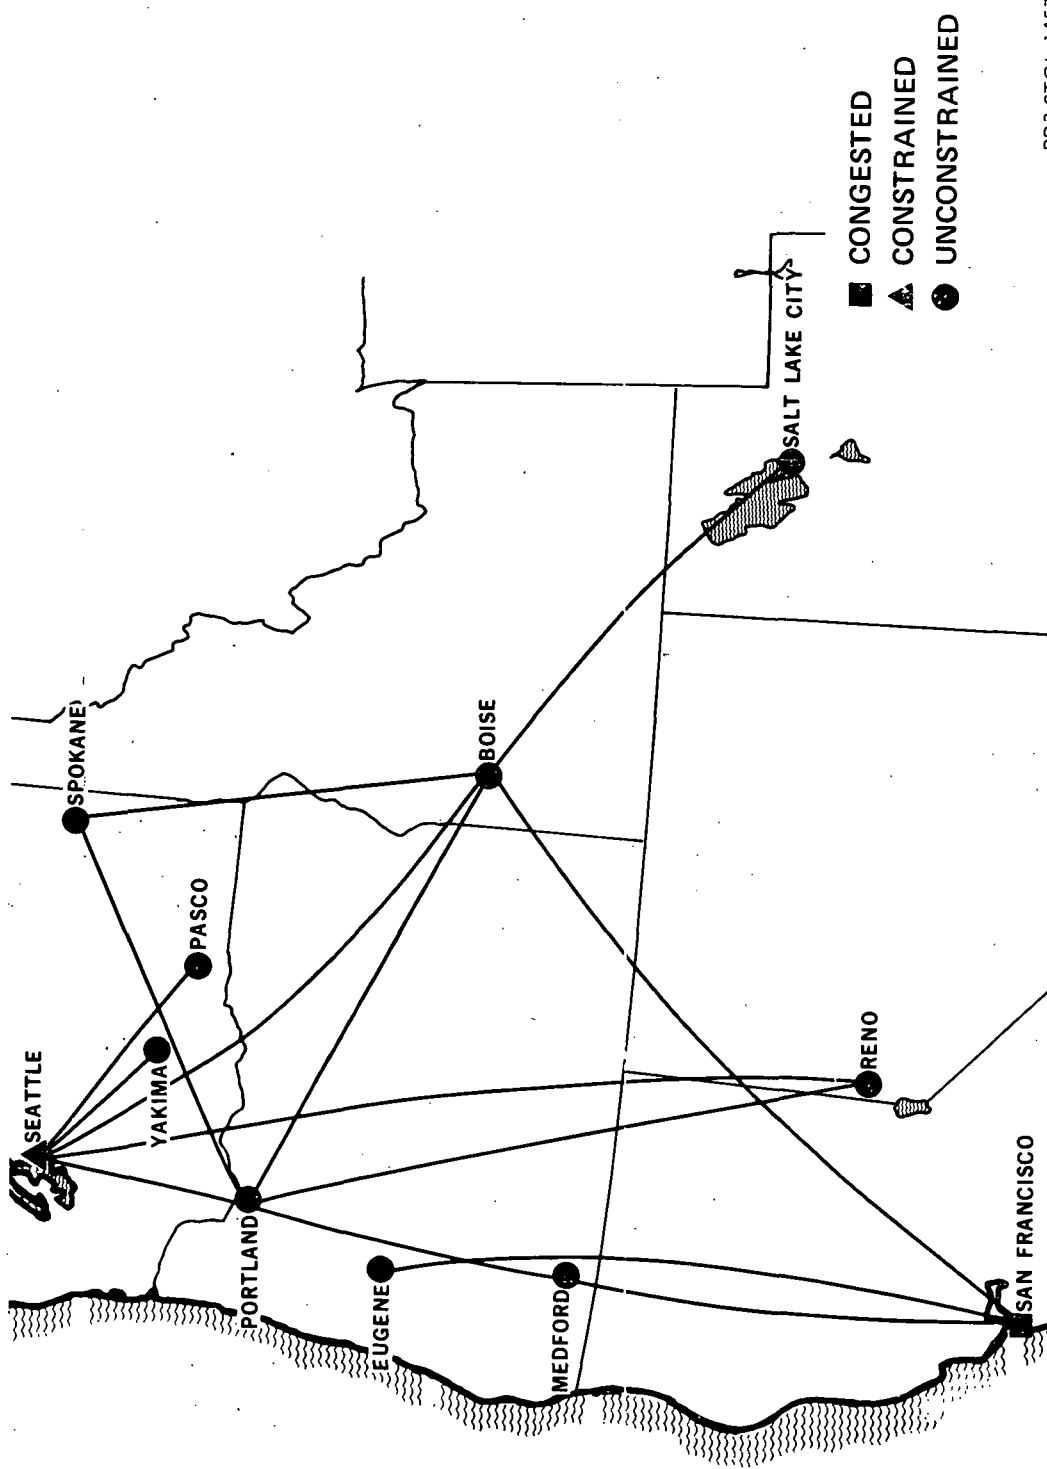 SEATTLE
SPOKANE
YAKIMA
PASCO
PORTLAND
EUGENE
BOISE
MEDFORD
SALT LAKE CITY
RENO
SAN FRANCISCO
CONGESTED
CONSTRAINED
UNCONSTRAINED